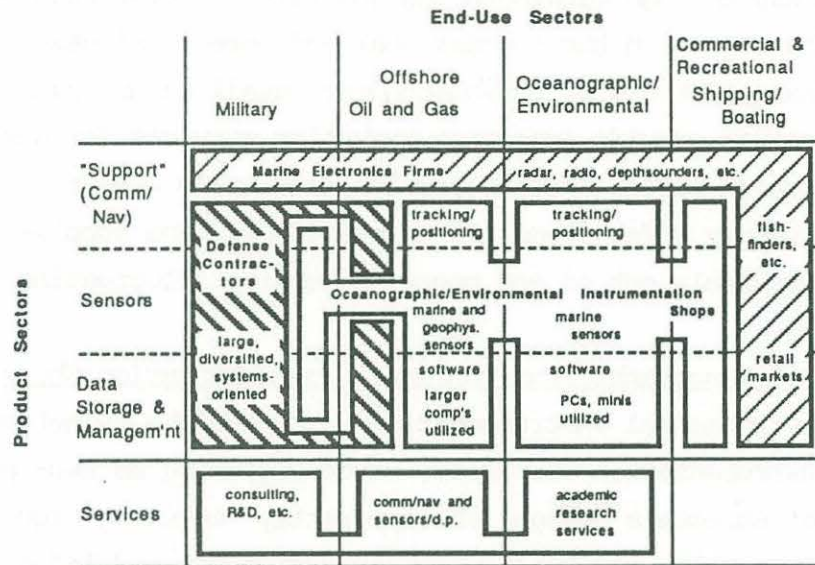 End-Use Sectors
Military
Offshore
Oil and Gas
Oceanographic/
Environmental
Commercial &
Recreational
Shipping/
Boating
Product Sectors
"Support"
(Comm/
Nav)
Marine Electronics Firms
radar, radio, depthsounders, etc.
tracking/
positioning
tracking/
positioning
fish-
finders,
etc.
Defense
Contrac-
tors
Sensors
Oceanographic/Environmental Instrumentation
Shops
marine and
geophys.
sensors
marine
sensors
large,
diversified,
systems-
oriented
retail
markets
Data
Storage &
Managem'nt
software
larger
comp's
utilized
software
PCs, minis
utilized
Services
consulting,
R&D, etc.
comm/nav and
sensors/d.p.
academic
research
services